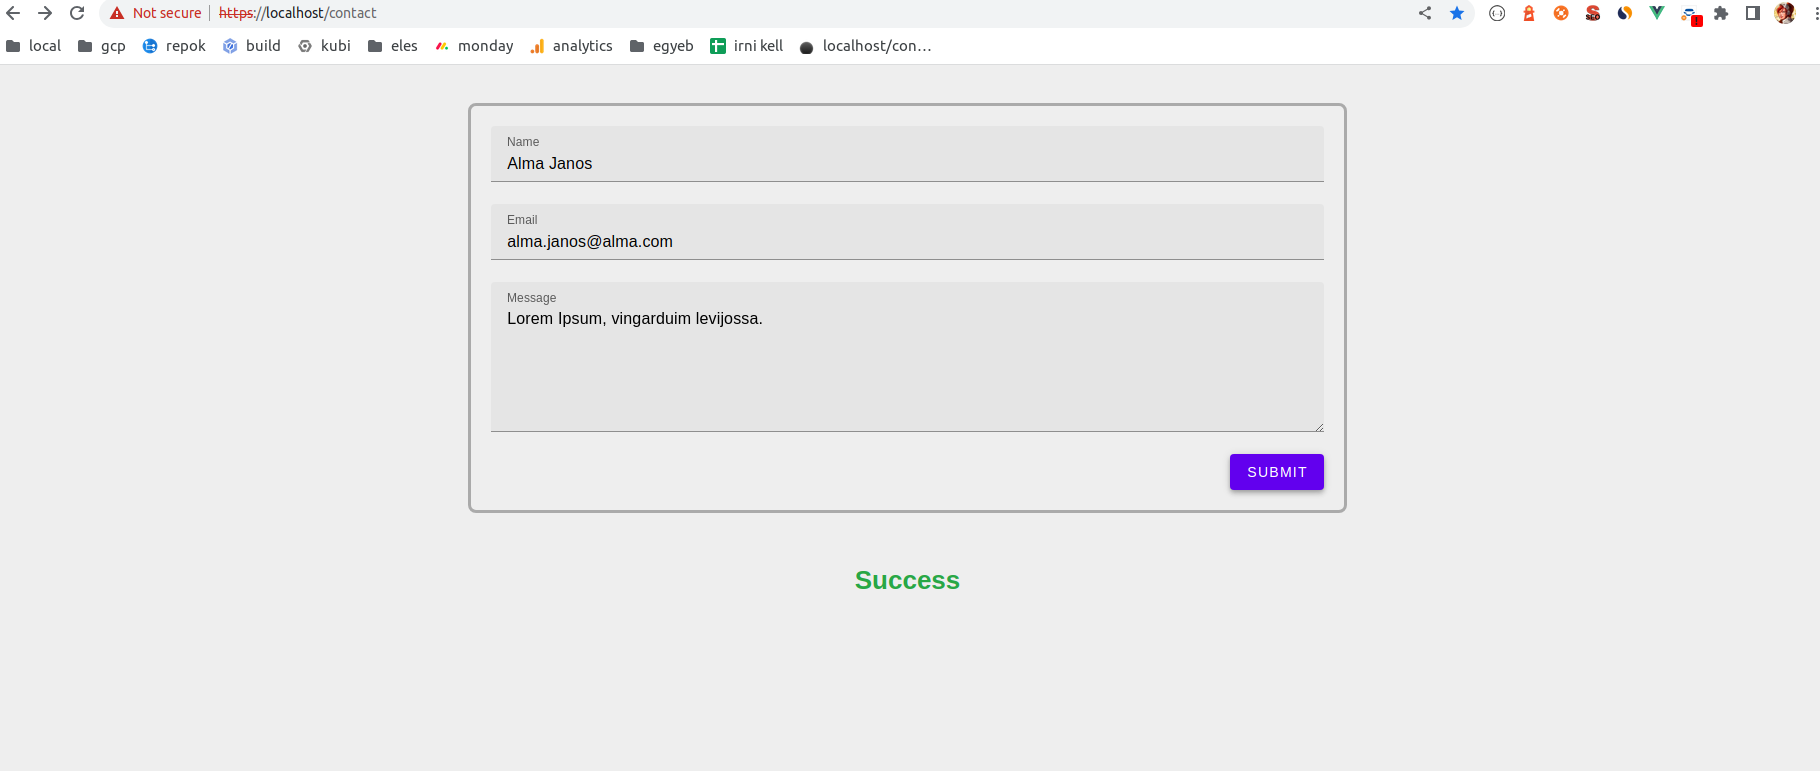 Not secure https://localhost/contact
local gcp repok build kubi eles monday analytics egyeb irni kell localhost/con…
Name
Alma Janos
Email
alma.janos@alma.com
Message
Lorem Ipsum, vingarduim levijossa.
SUBMIT
Success